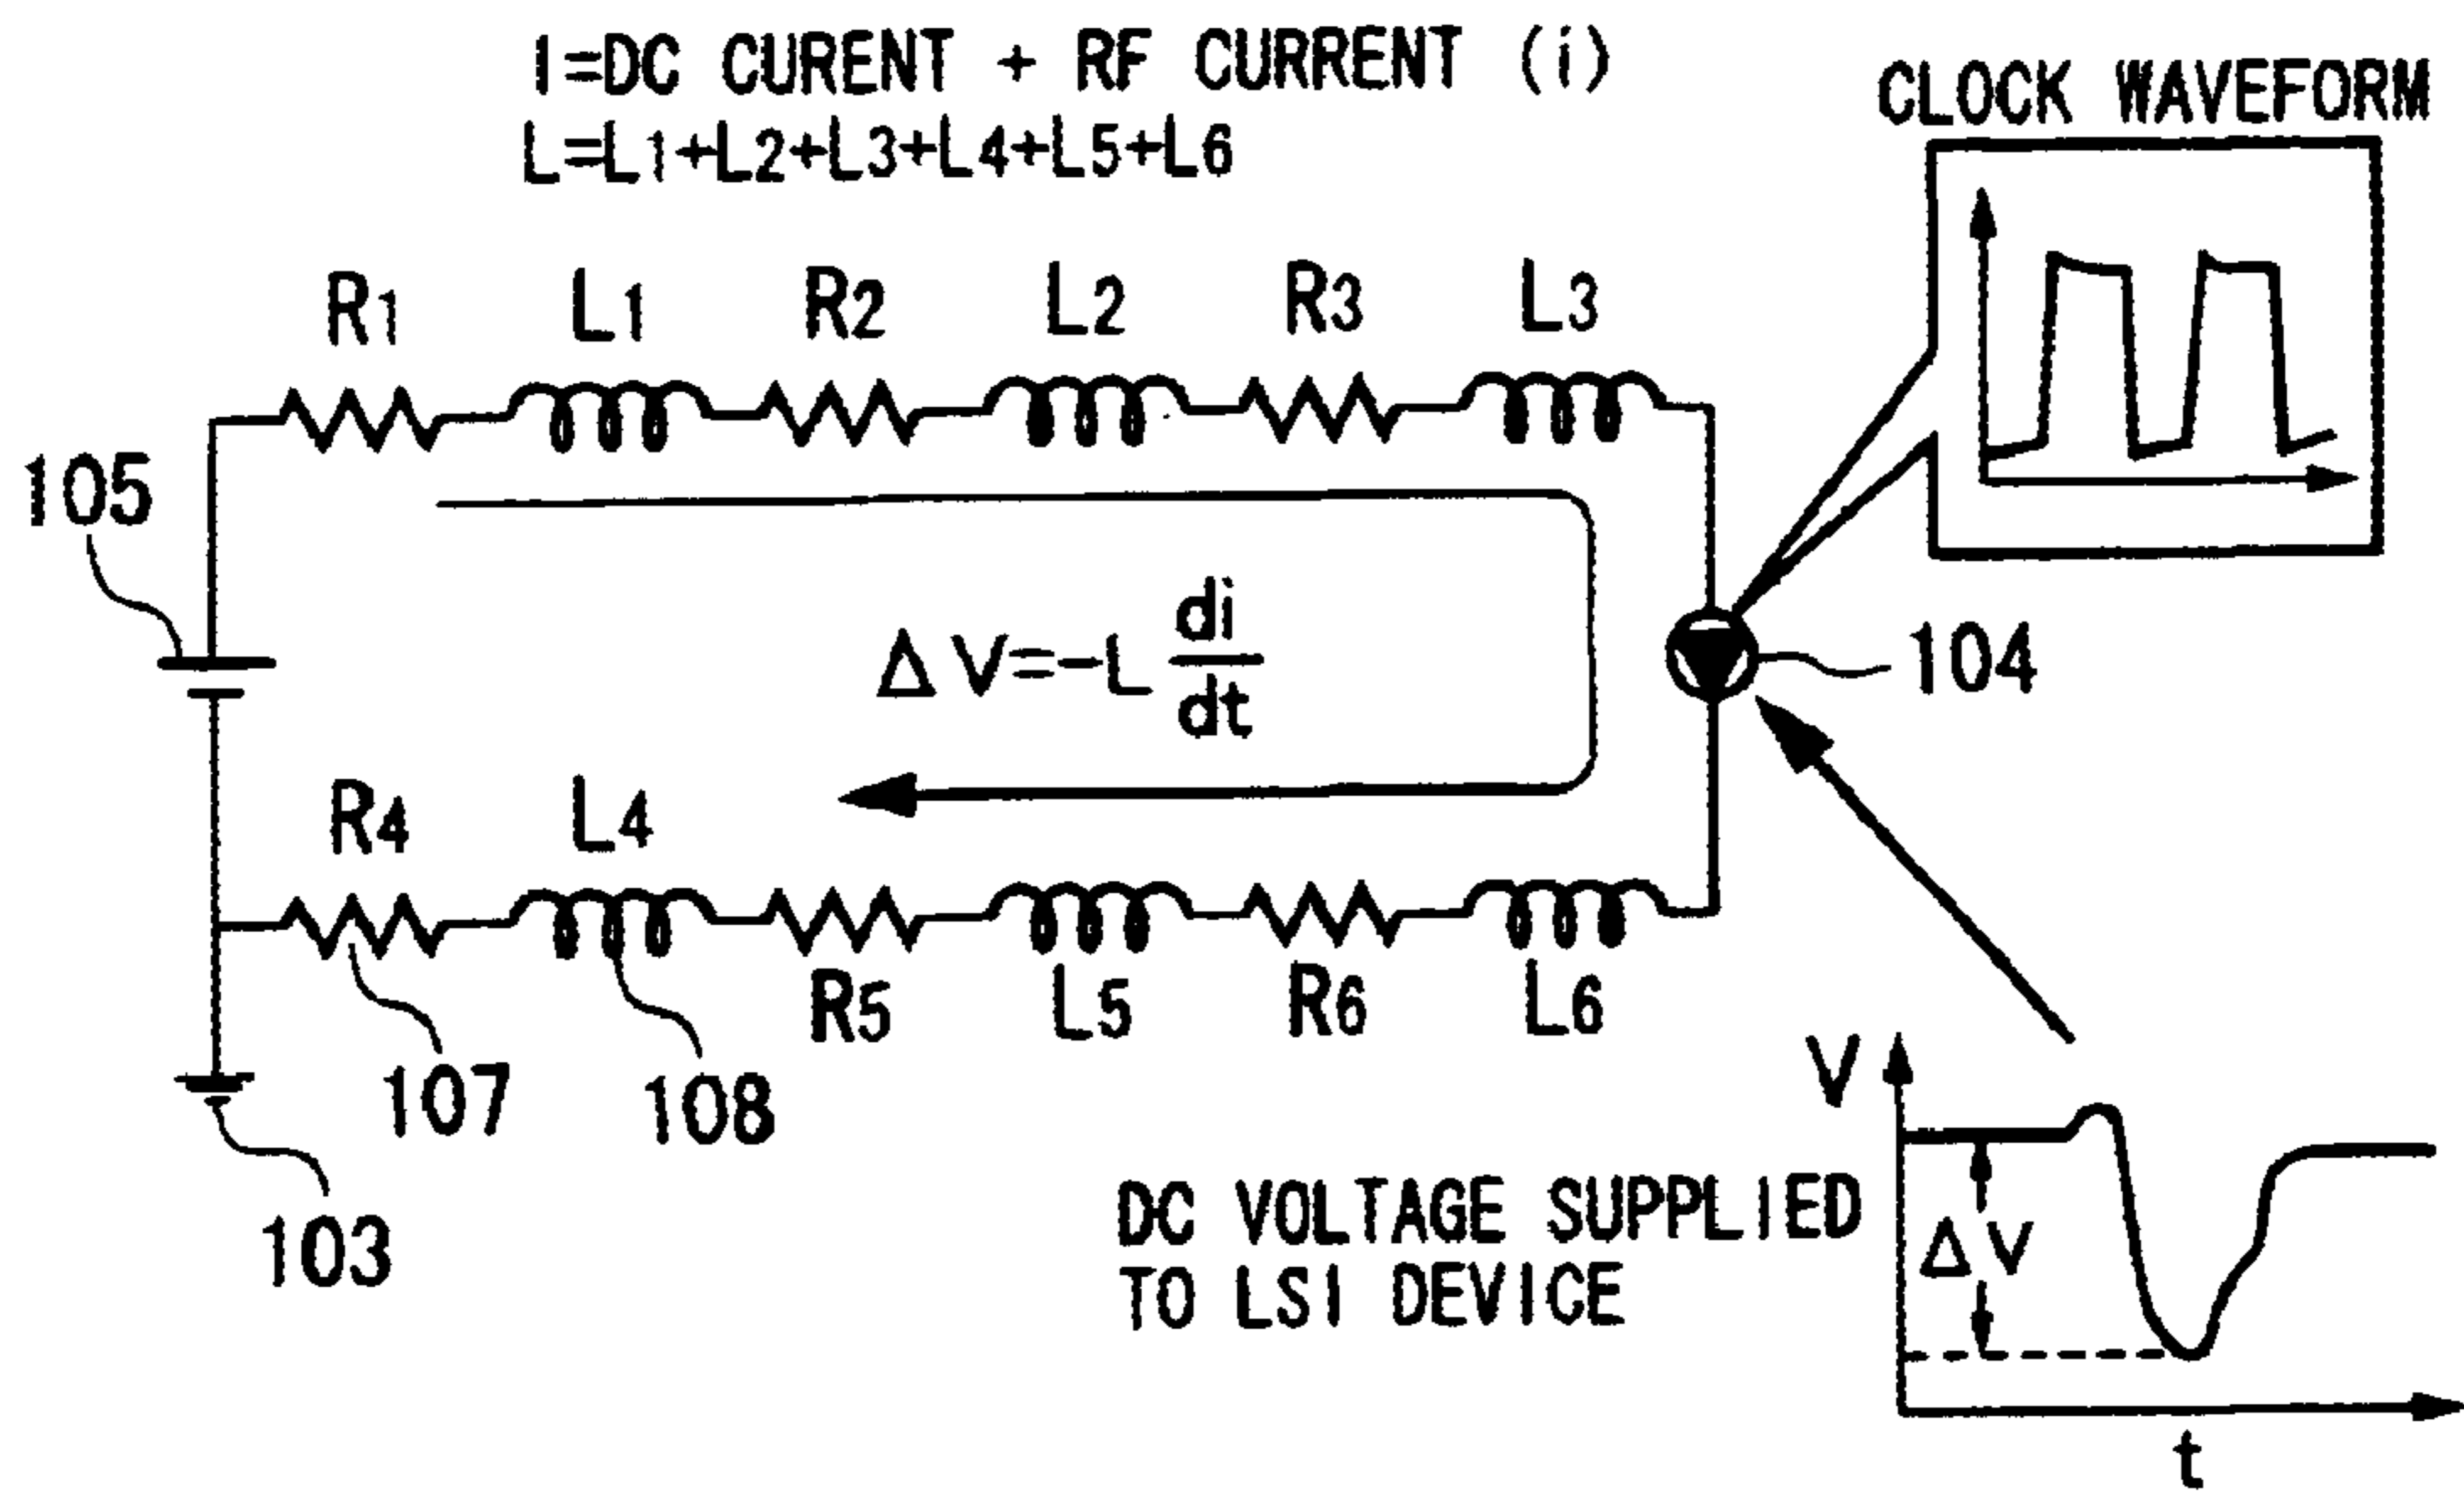 I=DC CURENT + RF CURRENT (i)
L=L1+L2+L3+L4+L5+L6
CLOCK WAVEFORM
R1 L1 R2 L2 R3 L3
105
ΔV=-L di/dt
104
R4 L4
R5 L5 R6 L6
107 108
103
V
DC VOLTAGE SUPPLIED
TO LSI DEVICE
ΔV
t